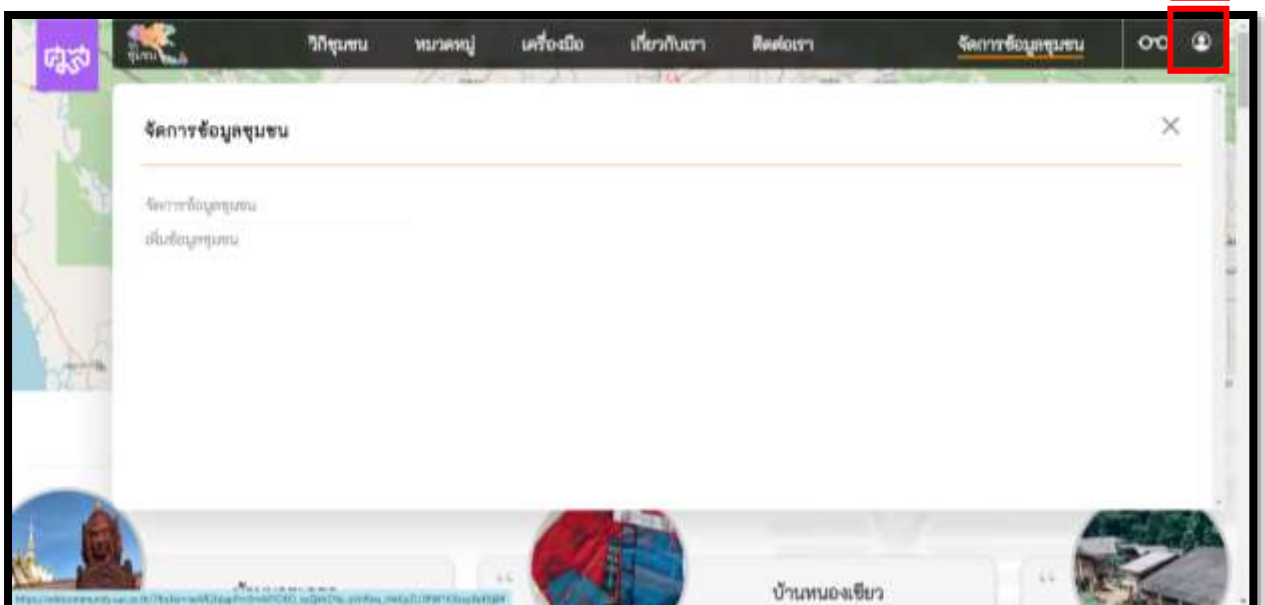 ศมส
วิกิชุมชน หมวดหมู่ เครื่องมือ เกี่ยวกับเรา ติดต่อเรา จัดการข้อมูลชุมชน
จัดการข้อมูลชุมชน
จัดการข้อมูลชุมชน
เพิ่มข้อมูลชุมชน
บ้านหนองเขียว